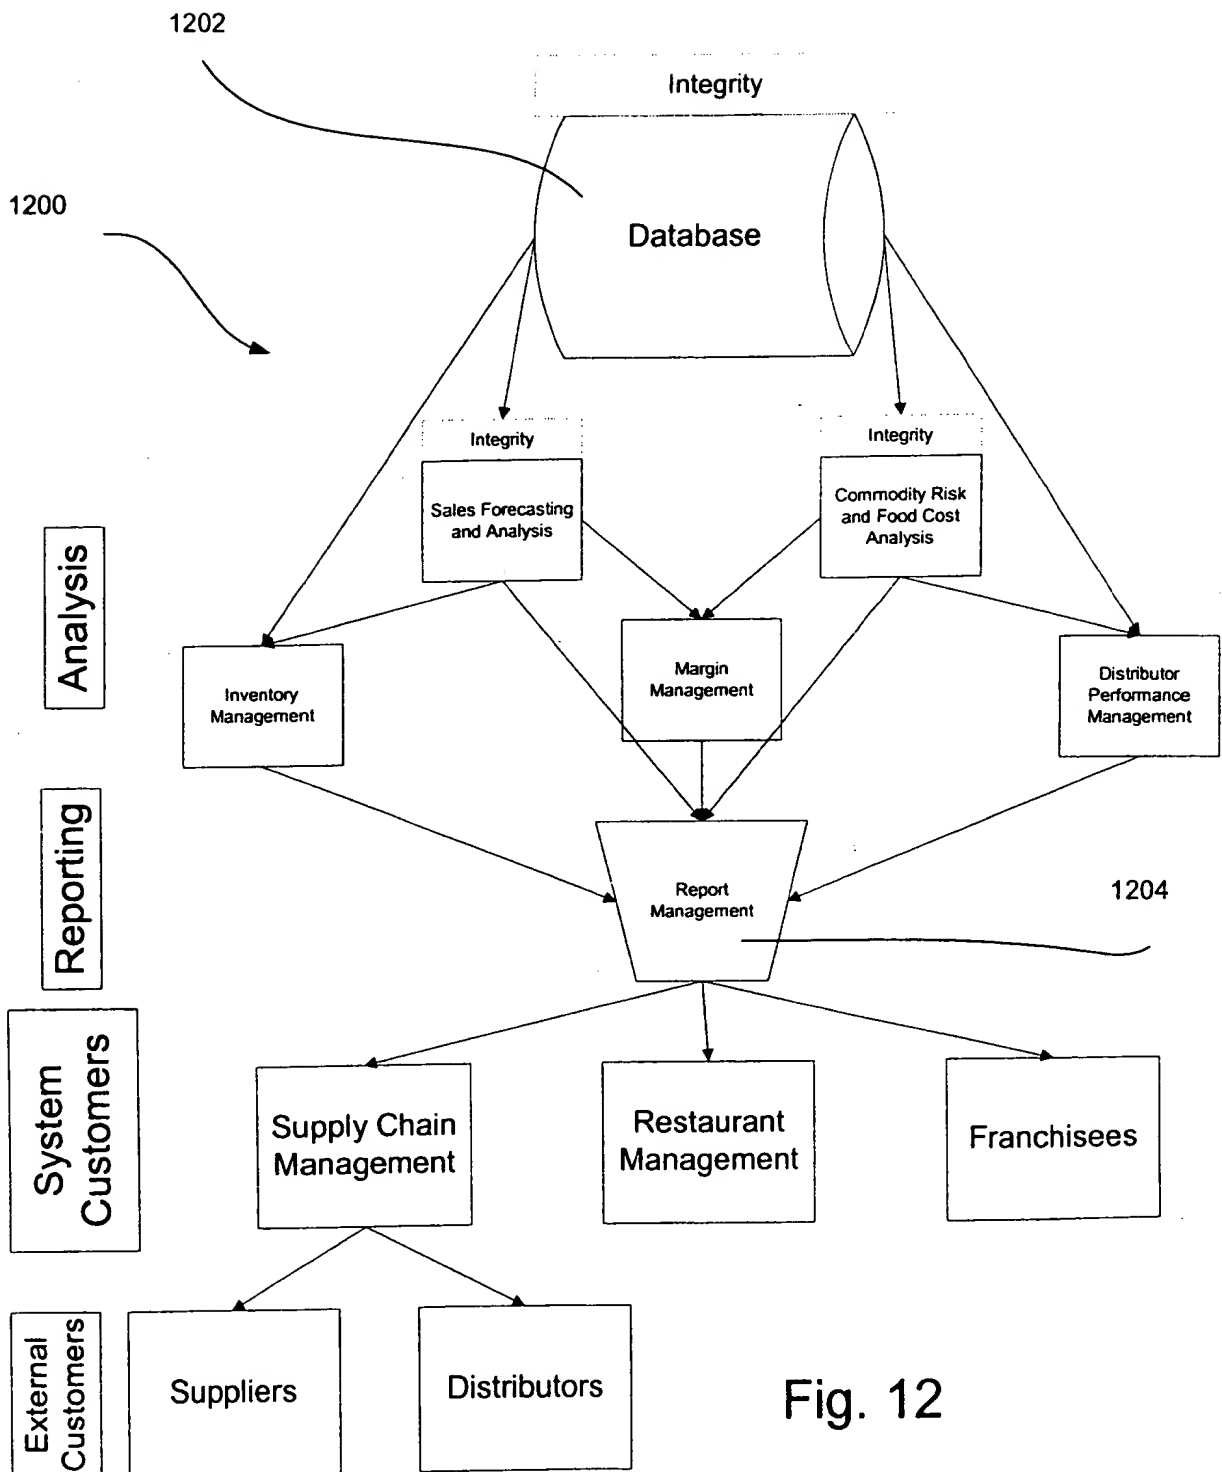 1202
Integrity
1200
Database
Integrity
Integrity
Sales Forecasting
and Analysis
Commodity Risk
and Food Cost
Analysis
Analysis
Inventory
Management
Margin
Management
Distributor
Performance
Management
Reporting
Report
Management
1204
System
Customers
Supply Chain
Management
Restaurant
Management
Franchisees
External
Customers
Suppliers
Distributors
Fig. 12